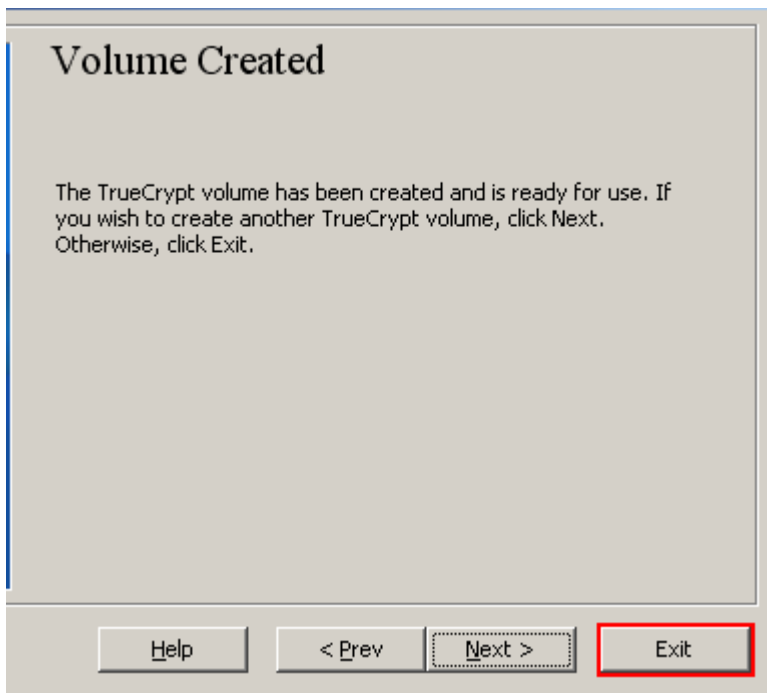 Volume Created
The TrueCrypt volume has been created and is ready for use. If
you wish to create another TrueCrypt volume, click Next.
Otherwise, click Exit.
Help
< Prev
Next >
Exit